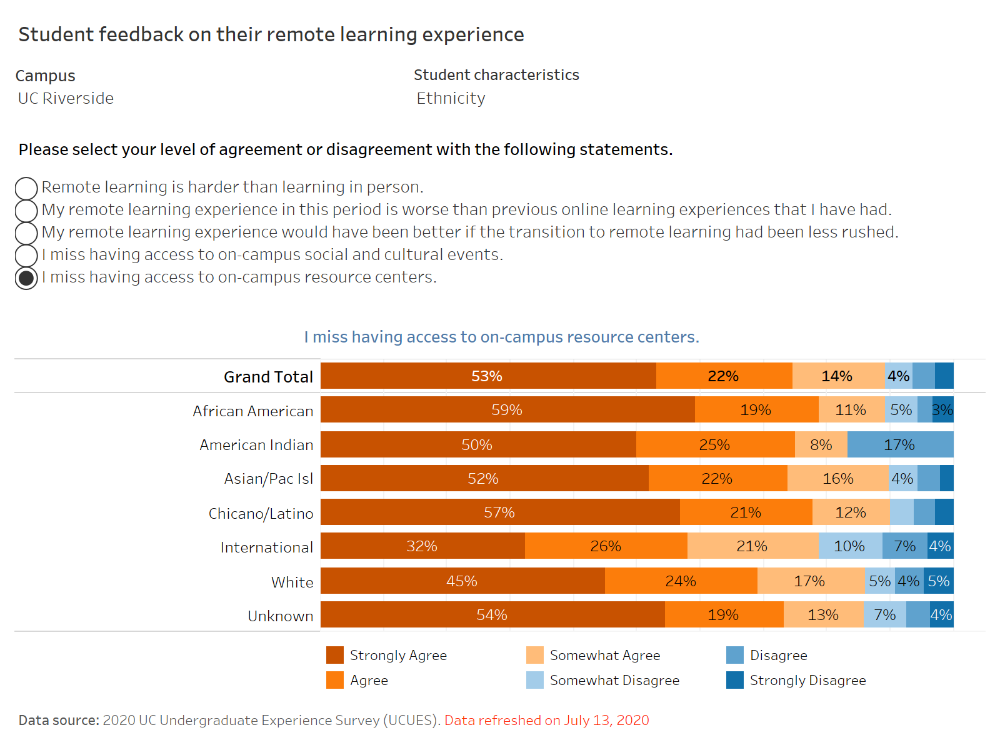 Student feedback on their remote learning experience
Campus
Student characteristics
UC Riverside
Ethnicity
Please select your level of agreement or disagreement with the following statements.
Remote learning is harder than learning in person.
My remote learning experience in this period is worse than previous online learning experiences that I have had.
My remote learning experience would have been better if the transition to remote learning had been less rushed.
I miss having access to on-campus social and cultural events.
I miss having access to on-campus resource centers.
I miss having access to on-campus resource centers.
Grand Total 53% 22% 14% 4%
African American 59% 19% 11% 5% 3%
American Indian 50% 25% 8% 17%
Asian/Pac Isl 52% 22% 16% 4%
Chicano/Latino 57% 21% 12%
International 32% 26% 21% 10% 7% 4%
White 45% 24% 17% 5% 4% 5%
Unknown 54% 19% 13% 7% 4%
Strongly Agree Somewhat Agree Disagree
Agree Somewhat Disagree Strongly Disagree
Data source: 2020 UC Undergraduate Experience Survey (UCUES). Data refreshed on July 13, 2020